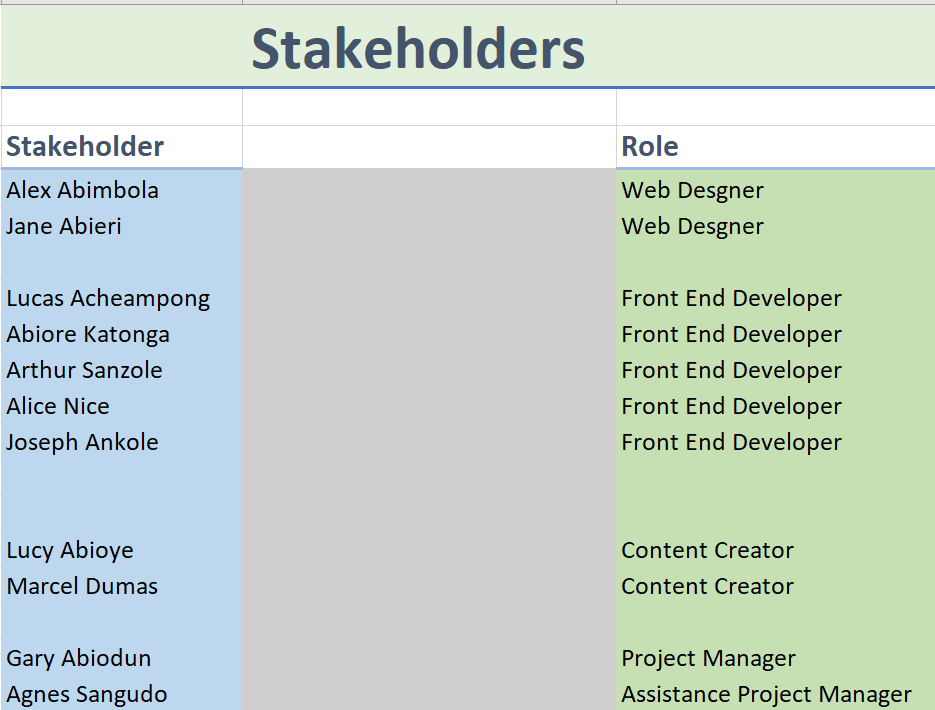 Stakeholders
Stakeholder Role
Alex Abimbola Web Desgner
Jane Abieri Web Desgner
Lucas Acheampong Front End Developer
Abiore Katonga Front End Developer
Arthur Sanzole Front End Developer
Alice Nice Front End Developer
Joseph Ankole Front End Developer
Lucy Abioye Content Creator
Marcel Dumas Content Creator
Gary Abiodun Project Manager
Agnes Sangudo Assistance Project Manager